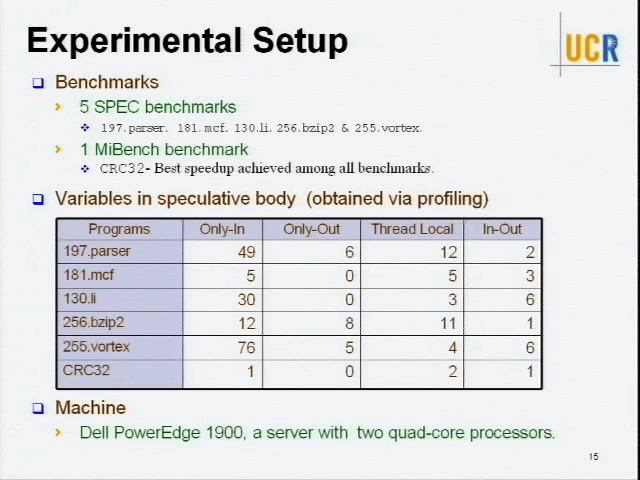 Experimental Setup
UCR
Benchmarks
5 SPEC benchmarks
197.parser, 181.mcf, 130.li, 256.bzip2 & 255.vortex.
1 MiBench benchmark
CRC32- Best speedup achieved among all benchmarks.
Variables in speculative body (obtained via profiling)
Programs Only-In Only-Out Thread Local In-Out
197.parser 49 6 12 2
181.mcf 5 0 5 3
130.li 30 0 3 6
256.bzip2 12 8 11 1
255.vortex 76 5 4 6
CRC32 1 0 2 1
Machine
Dell PowerEdge 1900, a server with two quad-core processors.
15